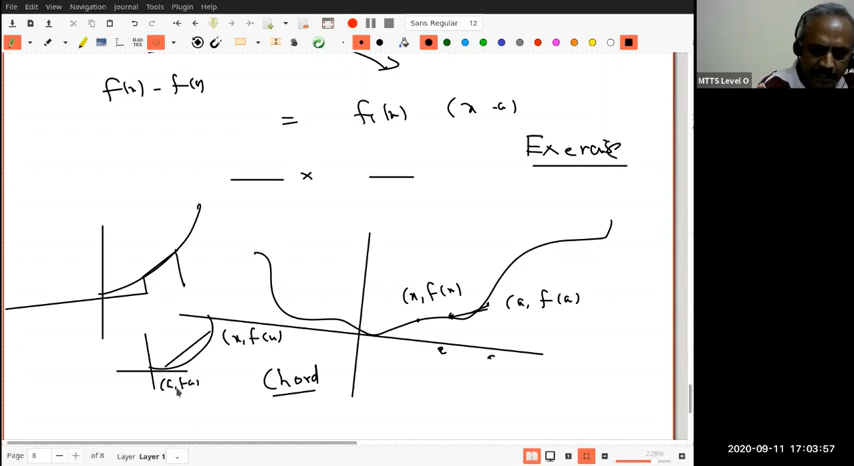 File Edit View Navigation Journal Tools Plugin Help
Sans Regular 12
f(x) - f(y)
= f₁(x) (x - a)
Exercise
x
(x, f(x)
(a, f(a)
(x, f(x)
(a, f(a)
Chord
Page 8 of 8 Layer Layer 1
229%
MTTS Level O
2020-09-11 17:03:57